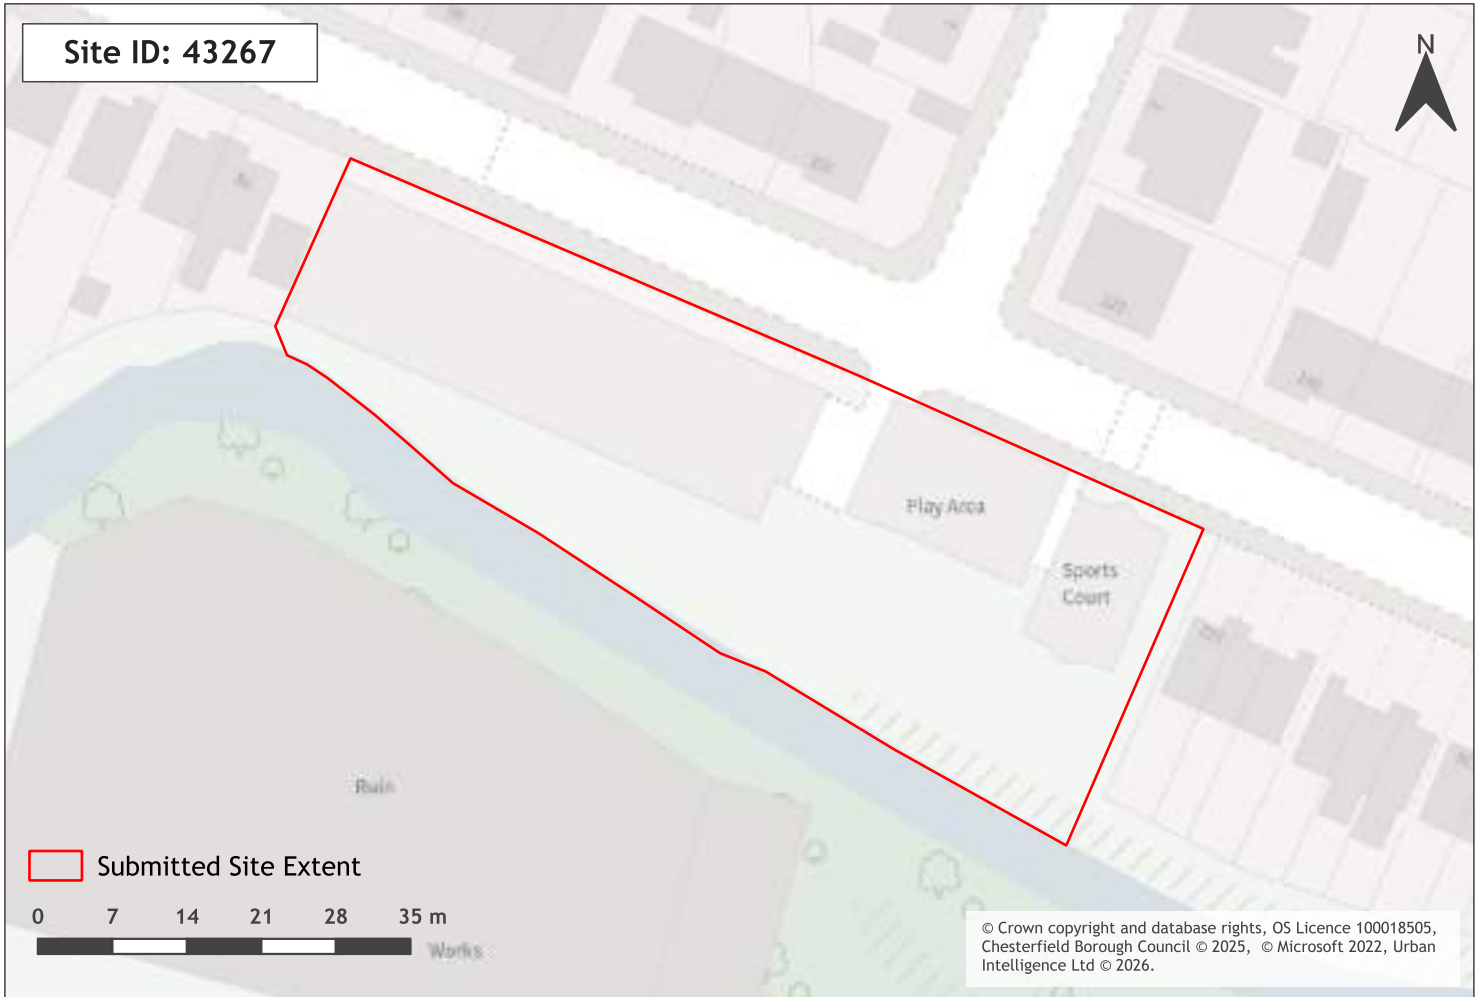 Site ID: 43267
N
Play Area
Sports
Court
Ruin
Submitted Site Extent
0 7 14 21 28 35 m
Works
© Crown copyright and database rights, OS Licence 100018505,
Chesterfield Borough Council © 2025, © Microsoft 2022, Urban
Intelligence Ltd © 2026.